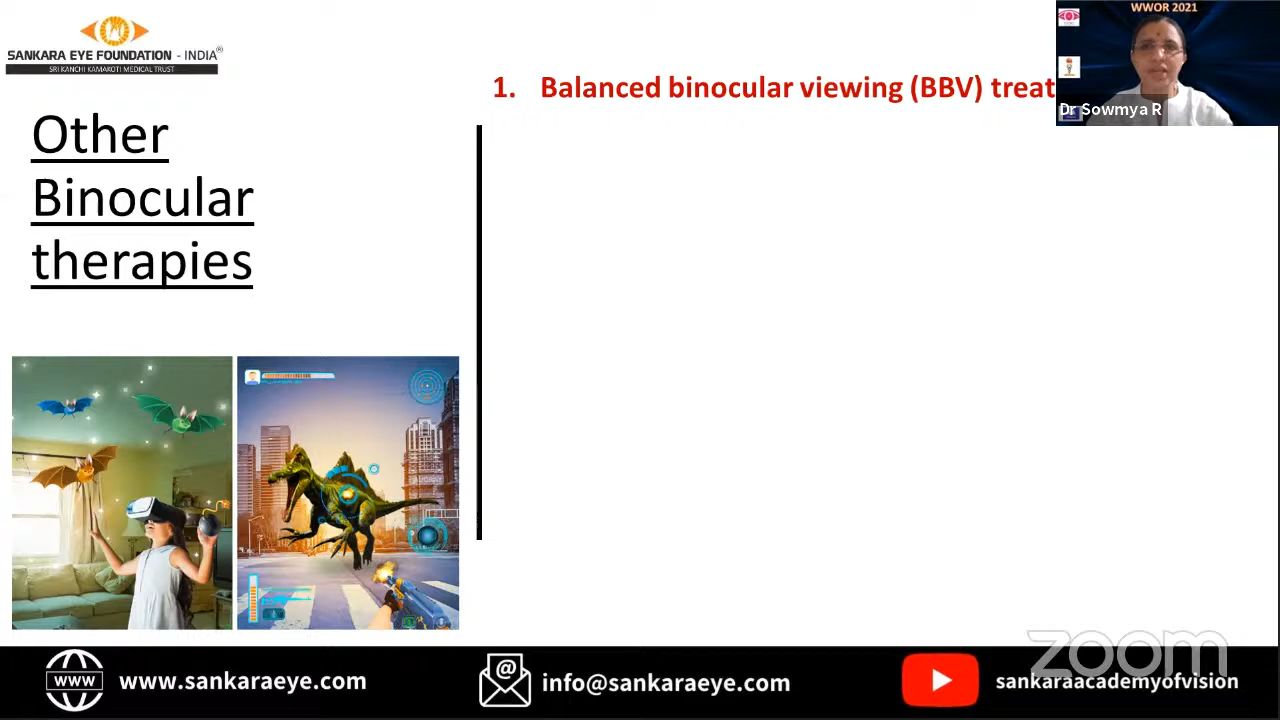 SANKARA EYE FOUNDATION - INDIA®
SRI KANCHI KAMAKOTI MEDICAL TRUST
WWOR 2021
Dr Sowmya R
Other
Binocular
therapies
1. Balanced binocular viewing (BBV) treat
zoom
www
www.sankaraeye.com
@
info@sankaraeye.com
sankaraacademyofvision